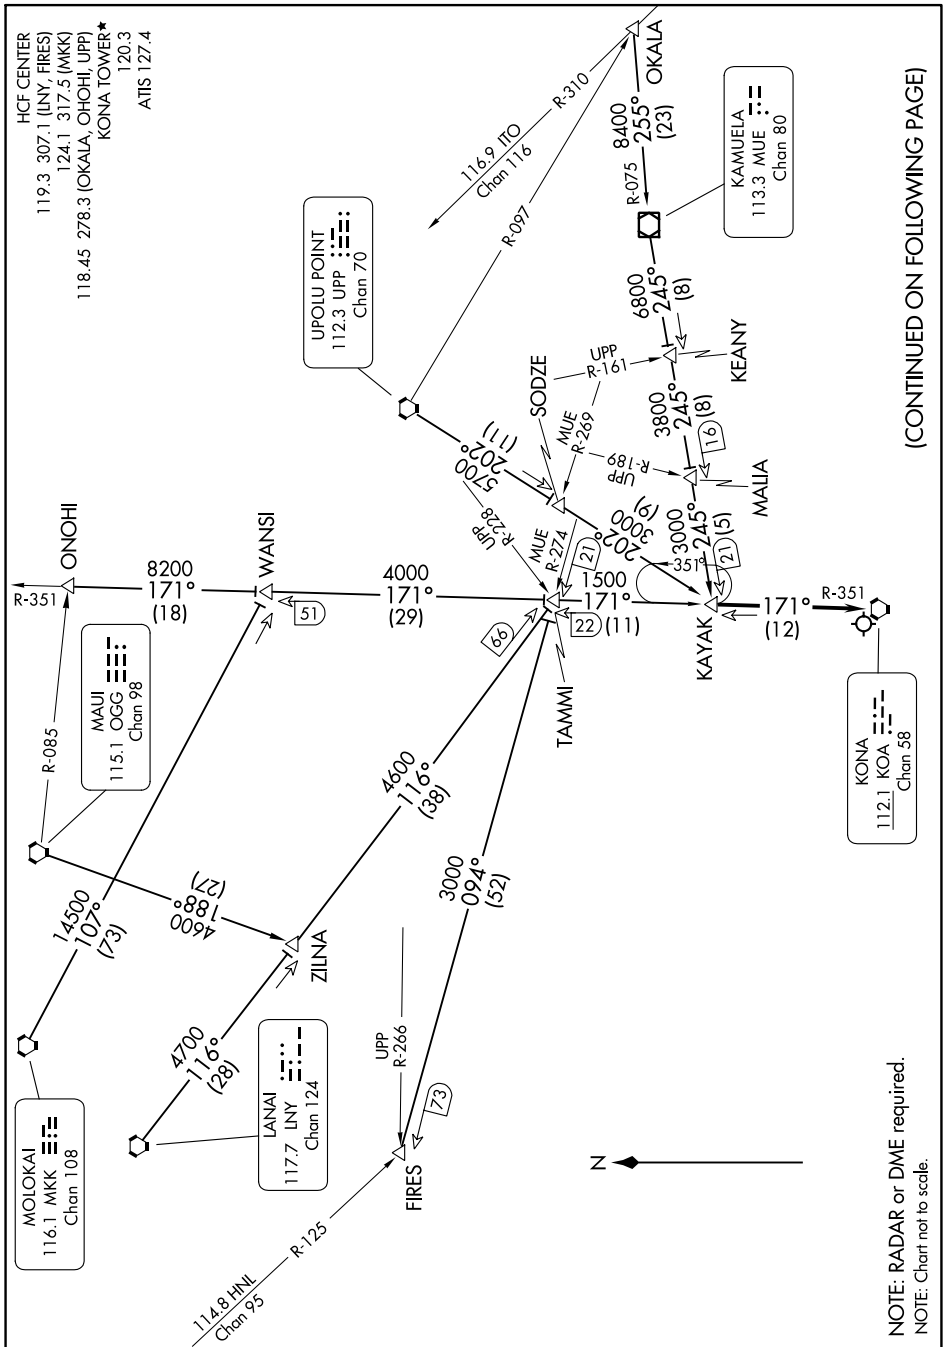 HCF CENTER
119.3 307.1 (LNY, FIRES)
124.1 317.5 (MKK)
118.45 278.3 (OKALA, OHOHI, UPP)
KONA TOWER★
120.3
ATIS 127.4
MOLOKAI
116.1 MKK
Chan 108
14500
107°
(73)
MAUI
115.1 OGG
Chan 98
R-085
4600
188°
(27)
R-351
ONOHI
8200
171°
(18)
WANSI
51
4000
171°
(29)
LANAI
117.7 LNY
Chan 124
4700
116°
(28)
ZILNA
4600
116°
(38)
66
114.8 HNL
Chan 95
R-125
FIRES
UPP
R-266
73
3000
094°
(52)
TAMMI
22
21
1500
171°
(11)
UPOLU POINT
112.3 UPP
Chan 70
5700
202°
(11)
UPP
R-228
MUE
R-274
SODZE
MUE
R-269
UPP
R-161
UPP
R-189
3000
202°
(9)
116.9 ITO
Chan 116
R-310
R-097
OKALA
8400
255°
(23)
R-075
KAMUELA
113.3 MUE
Chan 80
6800
245°
(8)
KEANY
3800
245°
(8)
16
MALIA
3000
245°
(5)
21
351°
KAYAK
171°
(12)
R-351
KONA
112.1 KOA
Chan 58
N
(CONTINUED ON FOLLOWING PAGE)
NOTE: RADAR or DME required.
NOTE: Chart not to scale.